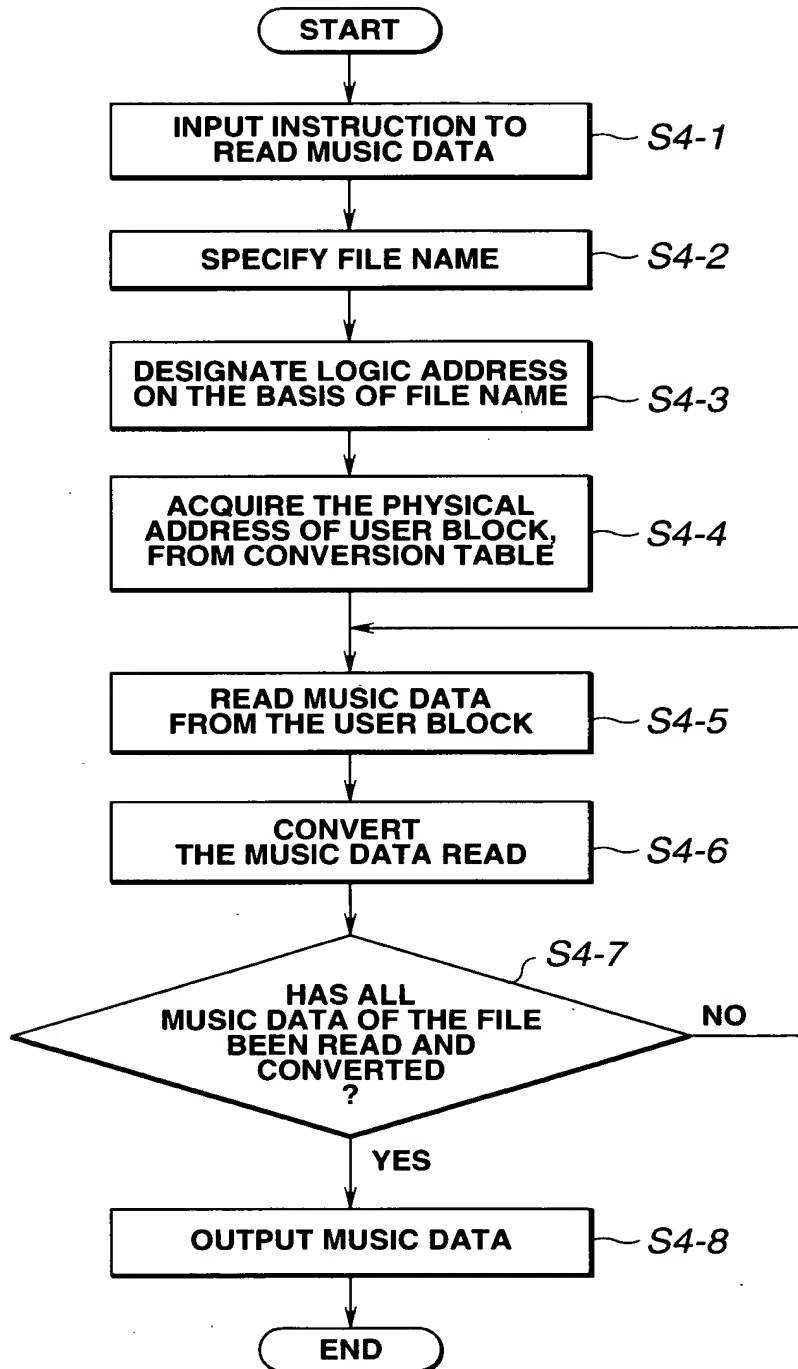 START
INPUT INSTRUCTION TO
READ MUSIC DATA
S4-1
SPECIFY FILE NAME
S4-2
DESIGNATE LOGIC ADDRESS
ON THE BASIS OF FILE NAME
S4-3
ACQUIRE THE PHYSICAL
ADDRESS OF USER BLOCK,
FROM CONVERSION TABLE
S4-4
READ MUSIC DATA
FROM THE USER BLOCK
S4-5
CONVERT
THE MUSIC DATA READ
S4-6
S4-7
HAS ALL
MUSIC DATA OF THE FILE
BEEN READ AND
CONVERTED
?
NO
YES
OUTPUT MUSIC DATA
S4-8
END